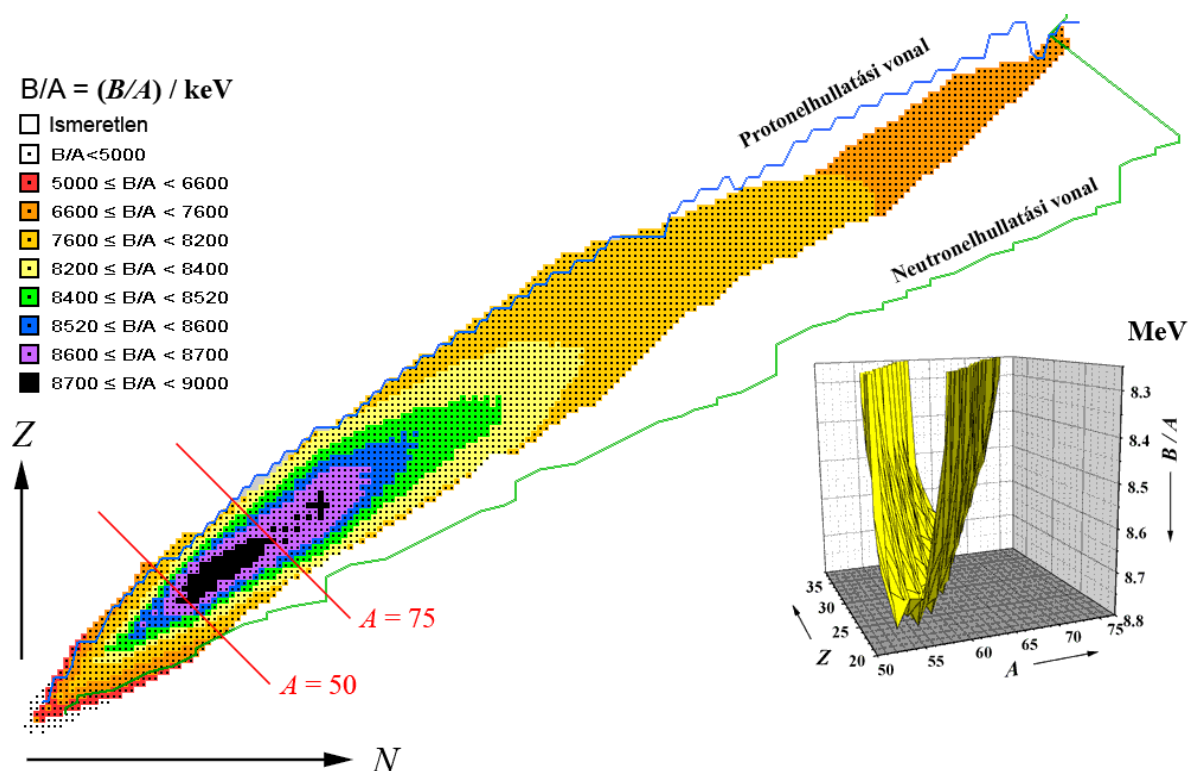 B/A = (B/A) / keV
Ismeretlen
B/A<5000
5000 ≤ B/A < 6600
6600 ≤ B/A < 7600
7600 ≤ B/A < 8200
8200 ≤ B/A < 8400
8400 ≤ B/A < 8520
8520 ≤ B/A < 8600
8600 ≤ B/A < 8700
8700 ≤ B/A < 9000
Protonelhullatási vonal
Neutronelhullatási vonal
Z
N
A = 75
A = 50
MeV
8.3
8.4
8.5
8.6
8.7
8.8
B / A
35
30
25
20
Z
50
55
60
65
70
75
A